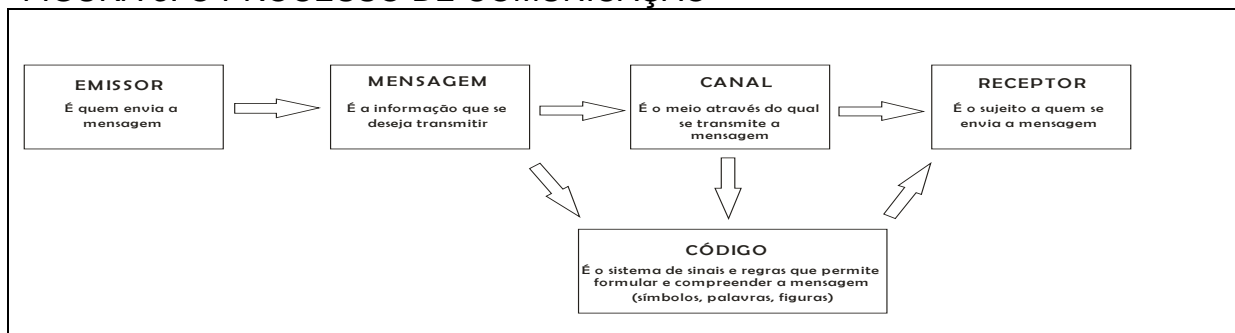 EMISSOR
É quem envia a
mensagem
MENSAGEM
É a informação que se
deseja transmitir
CANAL
É o meio através do qual
se transmite a
mensagem
RECEPTOR
É o sujeito a quem se
envia a mensagem
CÓDIGO
É o sistema de sinais e regras que permite
formular e compreender a mensagem
(símbolos, palavras, figuras)